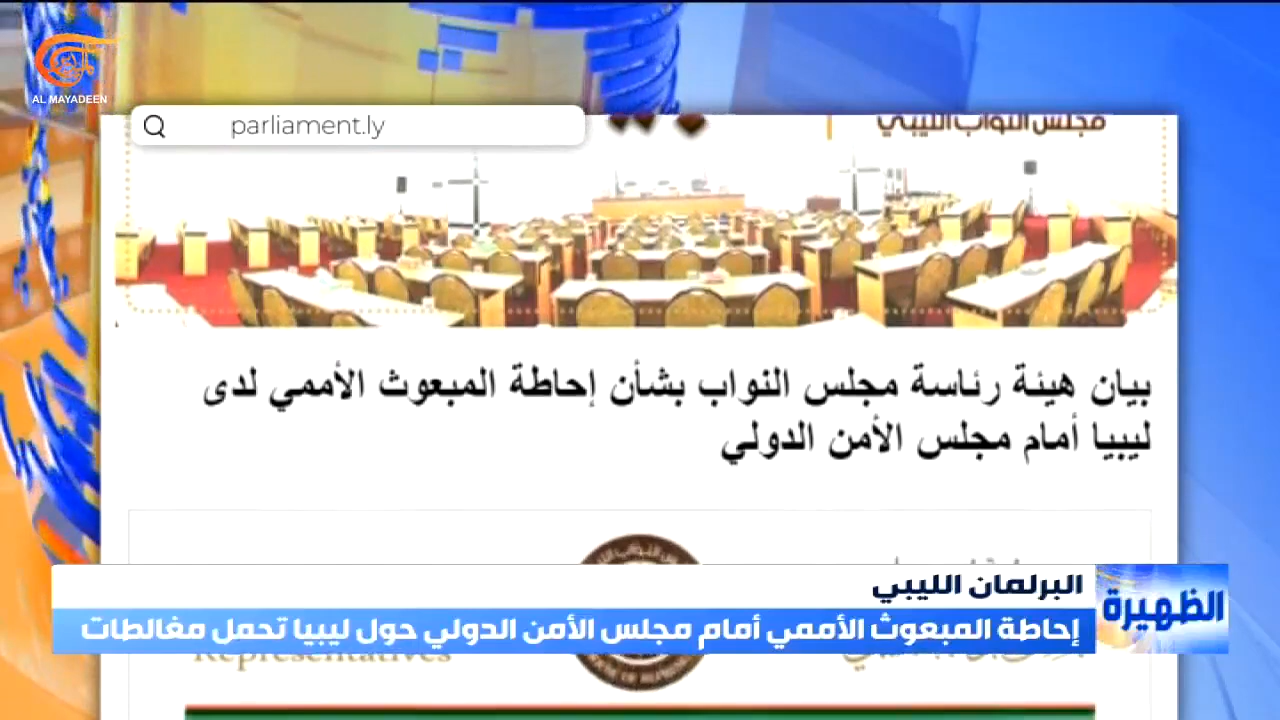 AL MAYADEEN
parliament.ly
مجلس النواب الليبي
بيان هيئة رئاسة مجلس النواب بشأن إحاطة المبعوث الأممي لدى
ليبيا أمام مجلس الأمن الدولي
البرلمان الليبي
الظهيرة
إحاطة المبعوث الأممي أمام مجلس الأمن الدولي حول ليبيا تحمل مغالطات
Representatives